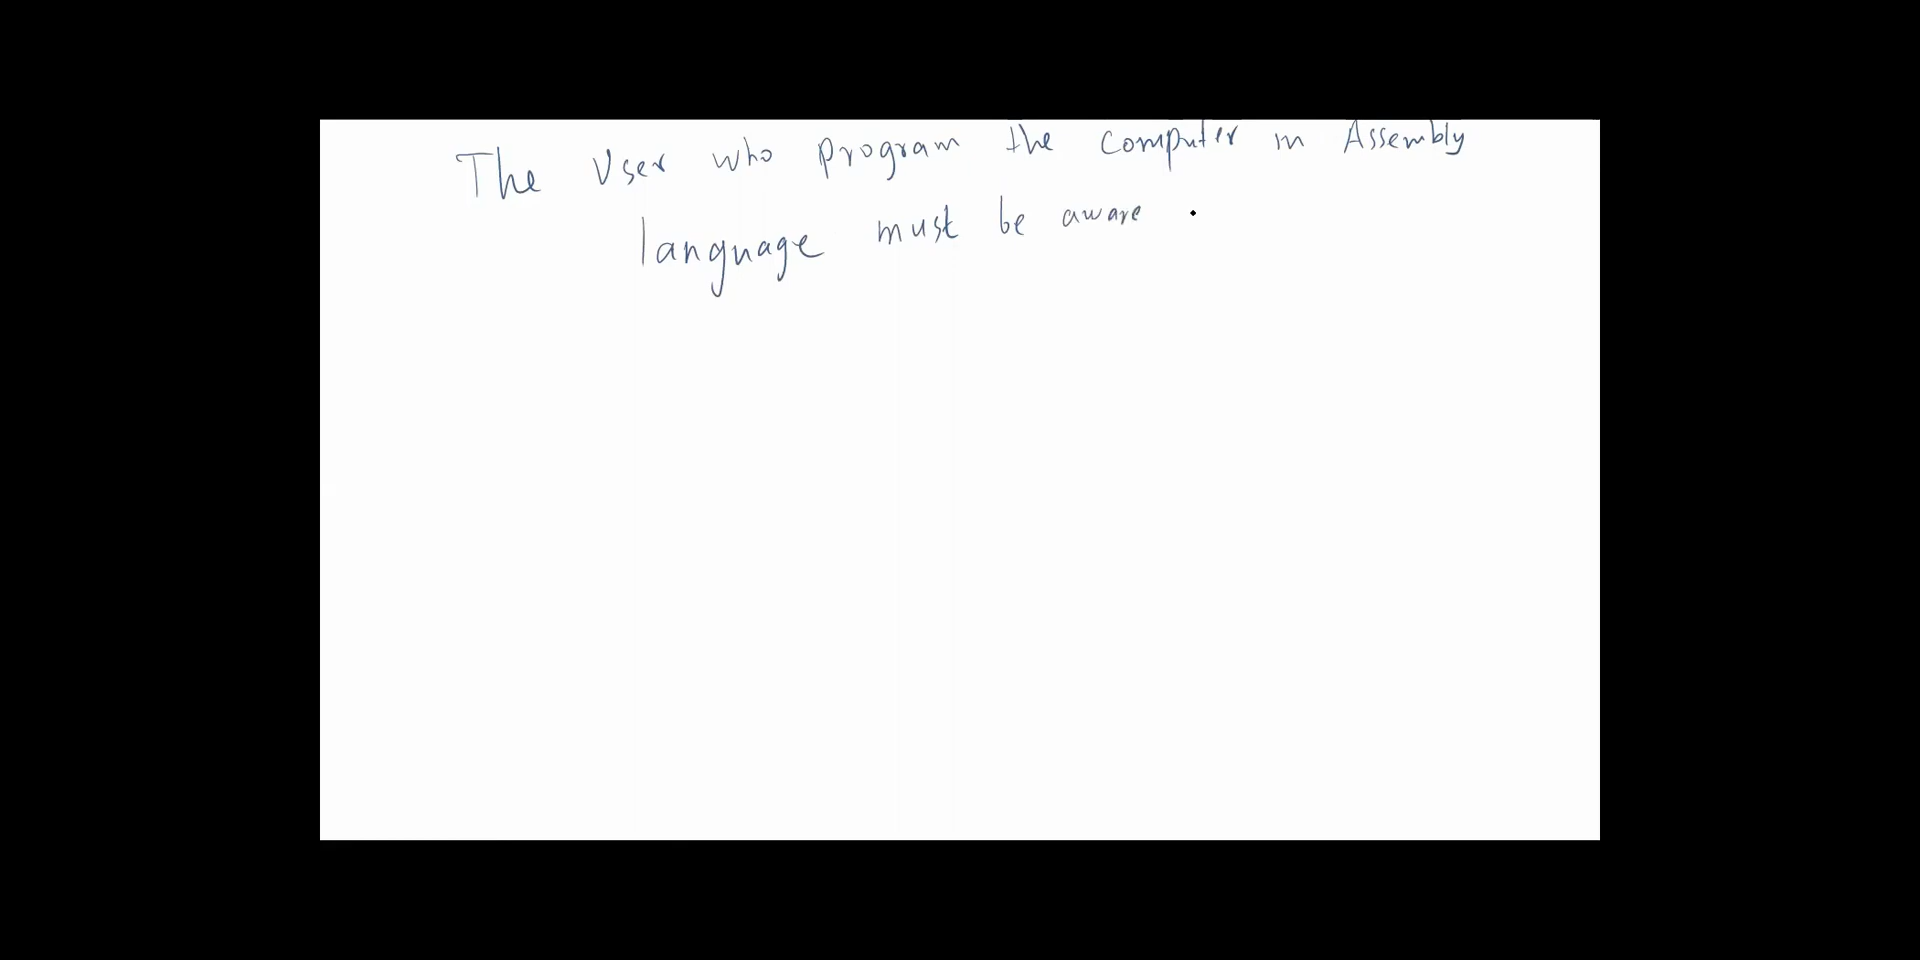 The User who program the computer in Assembly
language must be aware